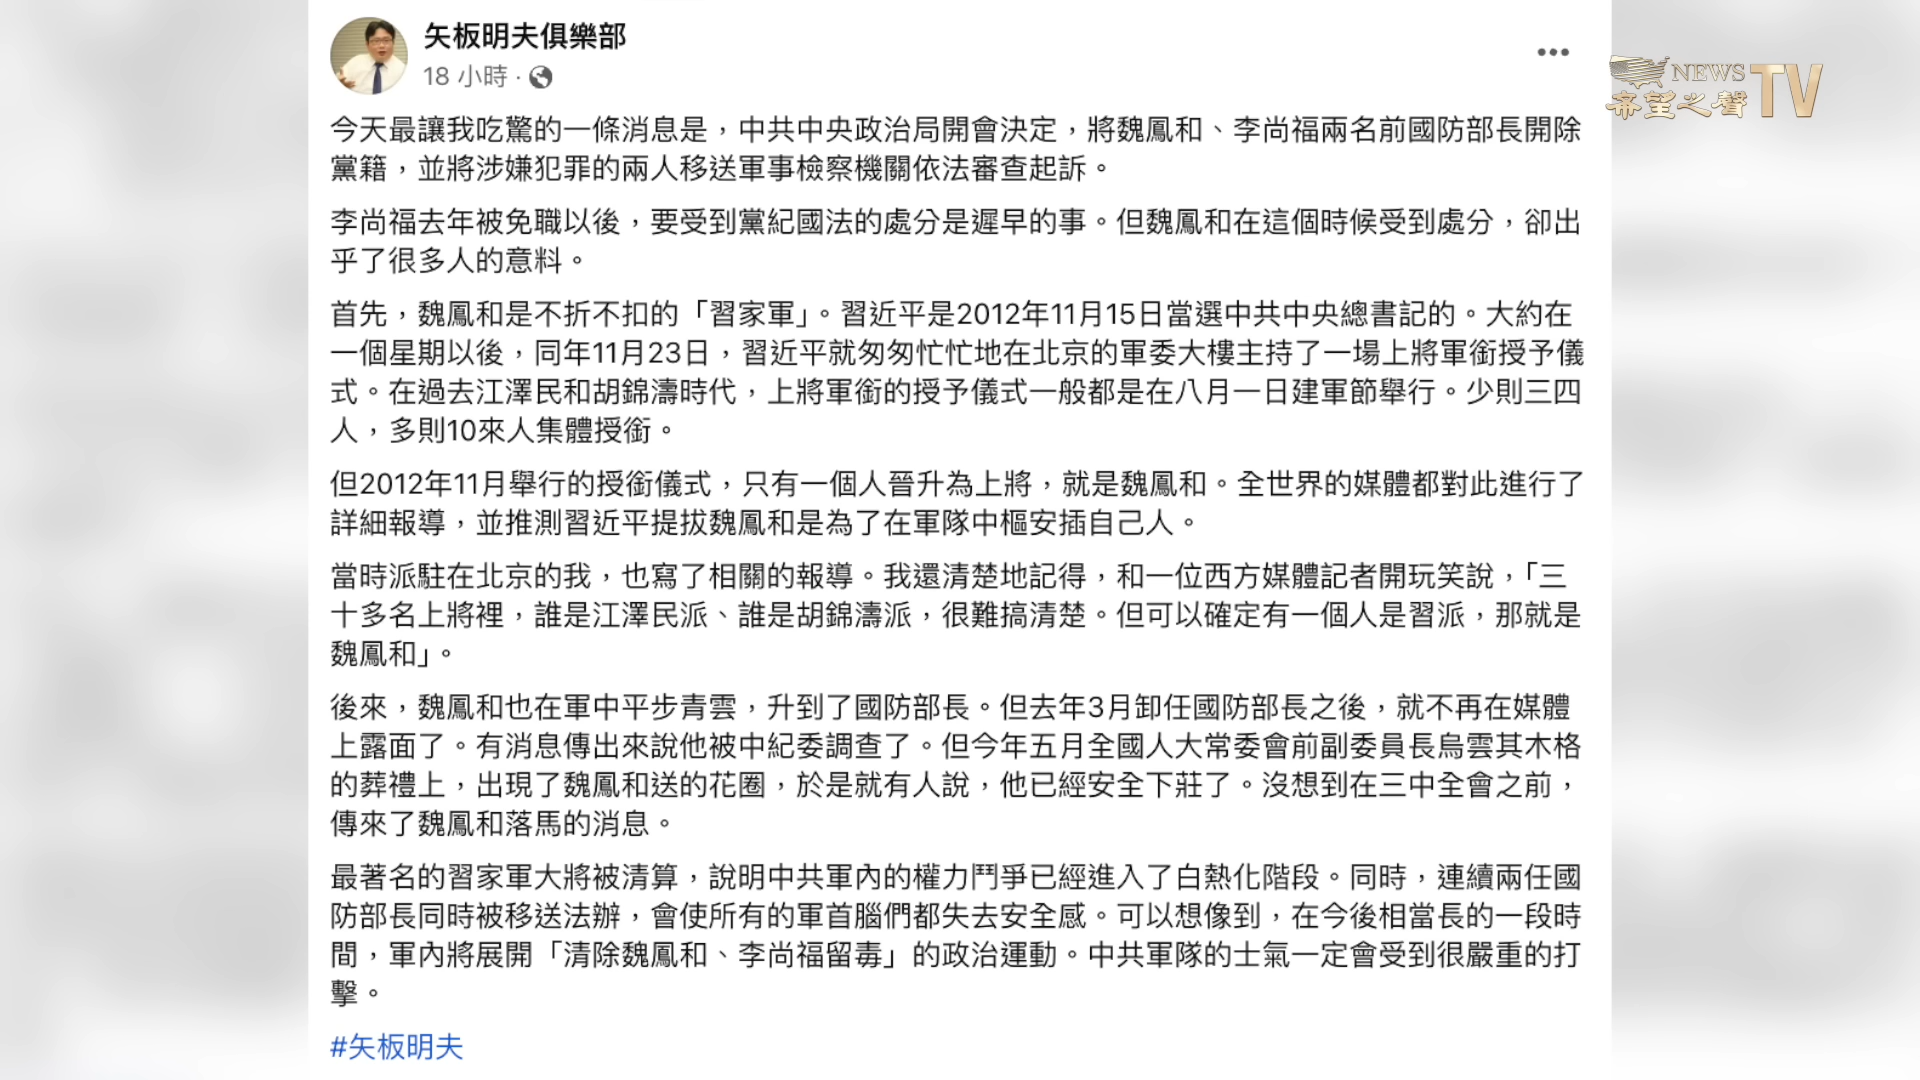 矢板明夫俱樂部
18 小時 ·
NEWS
希望之聲TV
今天最讓我吃驚的一條消息是，中共中央政治局開會決定，將魏鳳和、李尚福兩名前國防部長開除
黨籍，並將涉嫌犯罪的兩人移送軍事檢察機關依法審查起訴。
李尚福去年被免職以後，要受到黨紀國法的處分是遲早的事。但魏鳳和在這個時候受到處分，卻出
乎了很多人的意料。
首先，魏鳳和是不折不扣的「習家軍」。習近平是2012年11月15日當選中共中央總書記的。大約在
一個星期以後，同年11月23日，習近平就匆匆忙忙地在北京的軍委大樓主持了一場上將軍銜授予儀
式。在過去江澤民和胡錦濤時代，上將軍銜的授予儀式一般都是在八月一日建軍節舉行。少則三四
人，多則10來人集體授銜。
但2012年11月舉行的授銜儀式，只有一個人晉升為上將，就是魏鳳和。全世界的媒體都對此進行了
詳細報導，並推測習近平提拔魏鳳和是為了在軍隊中樞安插自己人。
當時派駐在北京的我，也寫了相關的報導。我還清楚地記得，和一位西方媒體記者開玩笑說，「三
十多名上將裡，誰是江澤民派、誰是胡錦濤派，很難搞清楚。但可以確定有一個人是習派，那就是
魏鳳和」。
後來，魏鳳和也在軍中平步青雲，升到了國防部長。但去年3月卸任國防部長之後，就不再在媒體
上露面了。有消息傳出來說他被中紀委調查了。但今年五月全國人大常委會前副委員長烏雲其木格
的葬禮上，出現了魏鳳和送的花圈，於是就有人說，他已經安全下莊了。沒想到在三中全會之前，
傳來了魏鳳和落馬的消息。
最著名的習家軍大將被清算，說明中共軍內的權力鬥爭已經進入了白熱化階段。同時，連續兩任國
防部長同時被移送法辦，會使所有的軍首腦們都失去安全感。可以想像到，在今後相當長的一段時
間，軍內將展開「清除魏鳳和、李尚福留毒」的政治運動。中共軍隊的士氣一定會受到很嚴重的打
擊。
#矢板明夫